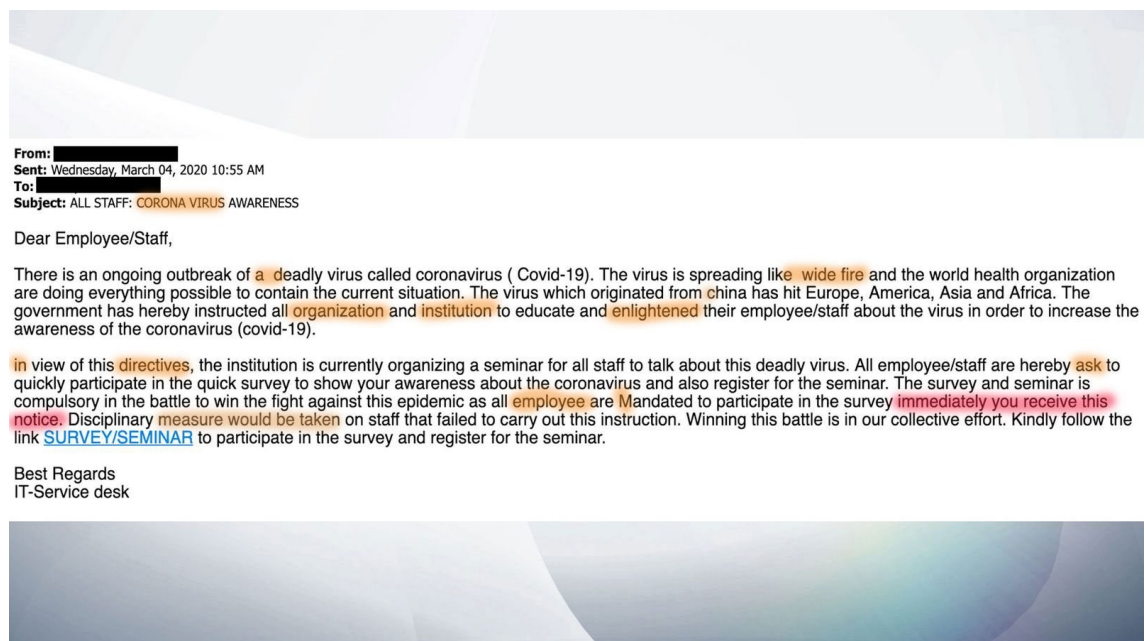 From:
Sent: Wednesday, March 04, 2020 10:55 AM
To:
Subject: ALL STAFF: CORONA VIRUS AWARENESS
Dear Employee/Staff,
There is an ongoing outbreak of a  deadly virus called coronavirus ( Covid-19). The virus is spreading like  wide fire and the world health organization
are doing everything possible to contain the current situation. The virus which originated from china has hit Europe, America, Asia and Africa. The
government has hereby instructed all organization and institution to educate and enlightened their employee/staff about the virus in order to increase the
awareness of the coronavirus (covid-19).
in view of this directives, the institution is currently organizing a seminar for all staff to talk about this deadly virus. All employee/staff are hereby ask to
quickly participate in the quick survey to show your awareness about the coronavirus and also register for the seminar. The survey and seminar is
compulsory in the battle to win the fight against this epidemic as all employee are Mandated to participate in the survey immediately you receive this
notice. Disciplinary measure would be taken on staff that failed to carry out this instruction. Winning this battle is in our collective effort. Kindly follow the
link SURVEY/SEMINAR to participate in the survey and register for the seminar.
Best Regards
IT-Service desk